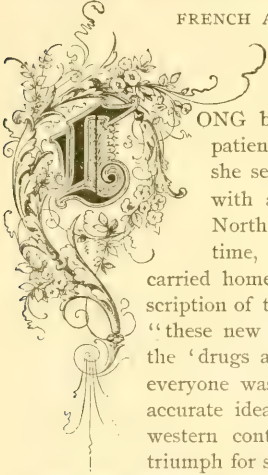 FRENCH A
LONG b
patien
she se
with a
North
time,
carried home
scription of t
“these new
the ‘drugs a
everyone was
accurate idea
western cont
triumph for s